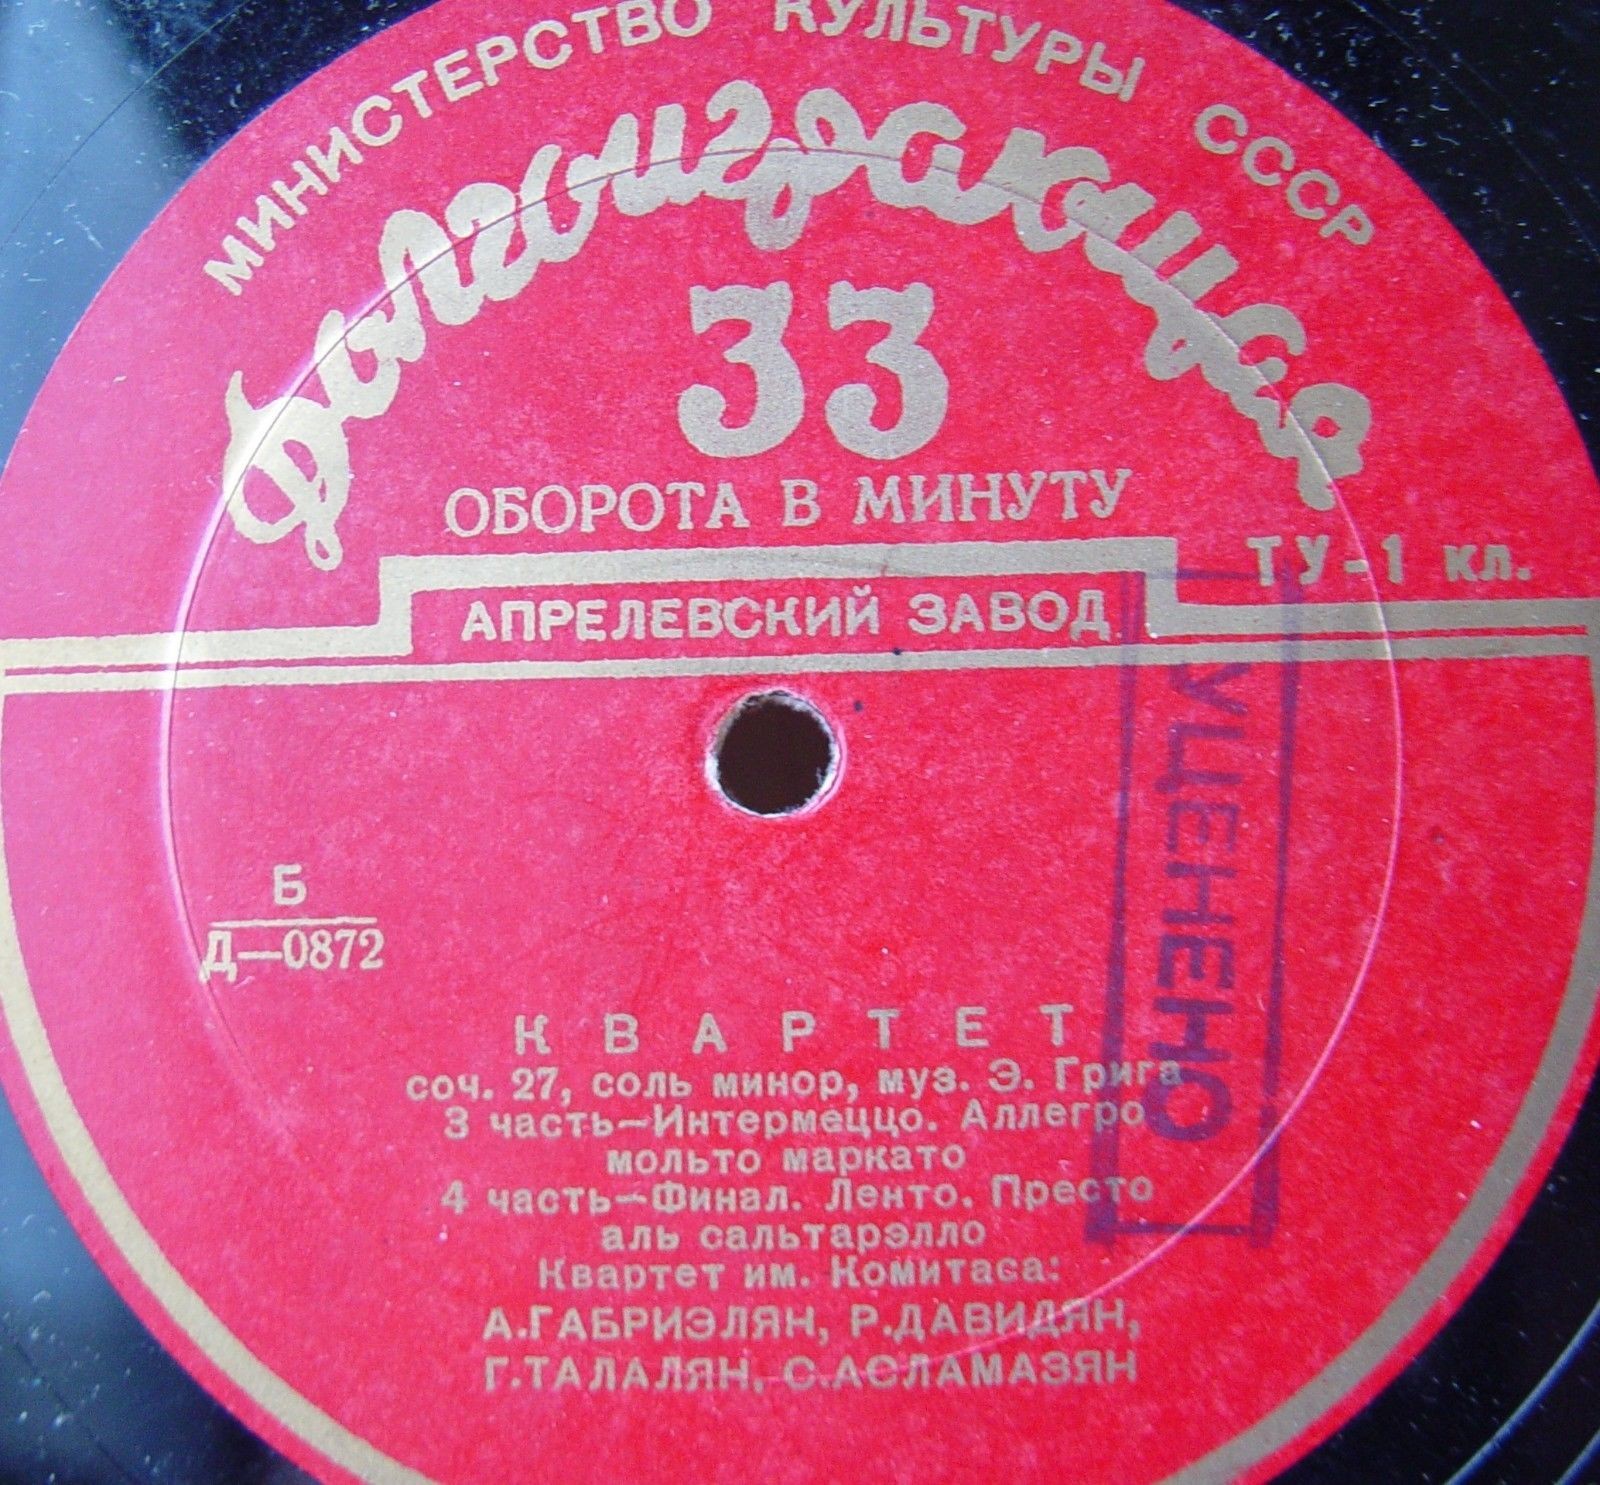 МИНИСТЕРСТВО КУЛЬТУРЫ СССР
Долгоиграющая
33
ОБОРОТА В МИНУТУ
ТУ-1 кл.
АПРЕЛЕВСКИЙ ЗАВОД
УЦЕНЕНО
Б
Д—0872
КВАРТЕТ
соч. 27, соль минор, муз. Э. Грига
3 часть—Интермеццо. Аллегро
мольто маркато
4 часть—Финал. Ленто. Престо
аль сальтарэлло
Квартет им. Комитаса:
А.ГАБРИЭЛЯН, Р.ДАВИДЯН,
Г.ТАЛАЛЯН, С.АСЛАМАЗЯН